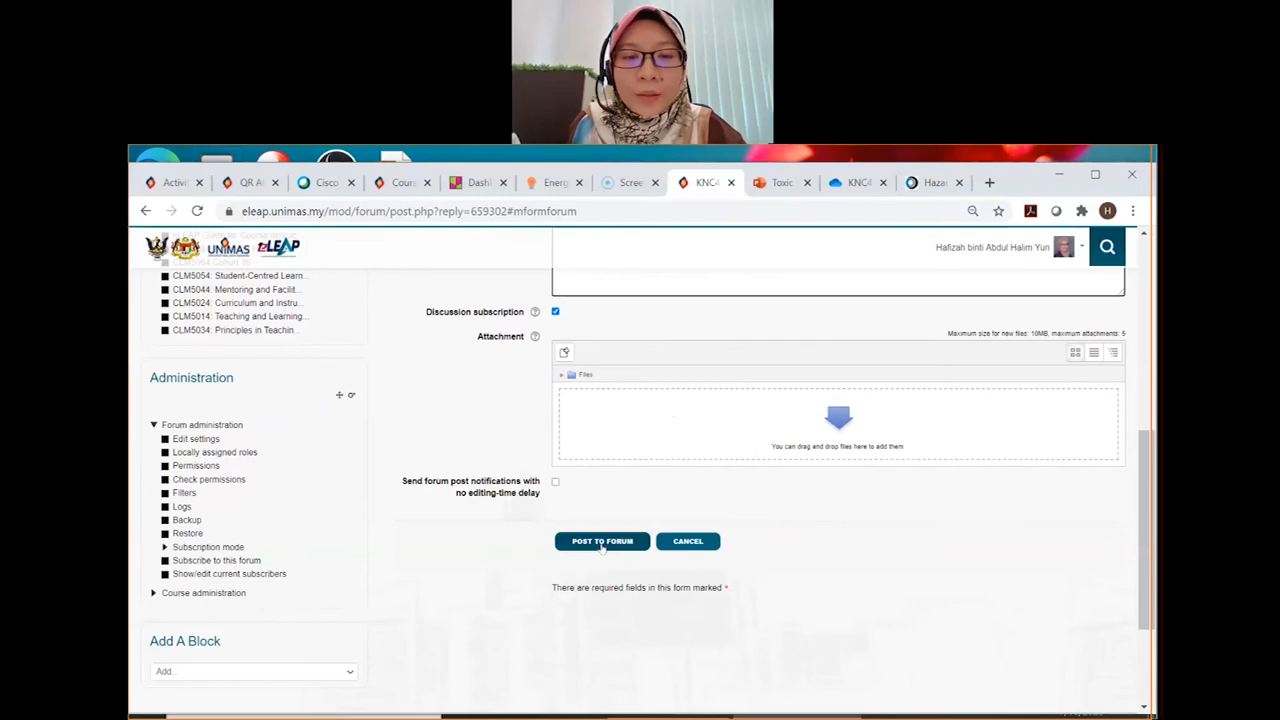 Activi
QR A
Cisco
Cours
Dashl
Energ
Scree
KNC4
Toxic
KNC4
Hazar
eleap.unimas.my/mod/forum/post.php?reply=659302#mformforum
UNIMAS
eLEAP
Hafizah binti Abdul Halim Yun
CLM5054: Student-Centred Learn...
CLM5044: Mentoring and Facilit...
CLM5024: Curriculum and Instru...
CLM5014: Teaching and Learning...
CLM5034: Principles in Teachin...
Discussion subscription
Attachment
Maximum size for new files: 10MB, maximum attachments: 5
Files
You can drag and drop files here to add them
Send forum post notifications with
no editing-time delay
POST TO FORUM
CANCEL
There are required fields in this form marked *.
Administration
Forum administration
Edit settings
Locally assigned roles
Permissions
Check permissions
Filters
Logs
Backup
Restore
Subscription mode
Subscribe to this forum
Show/edit current subscribers
Course administration
Add A Block
Add...